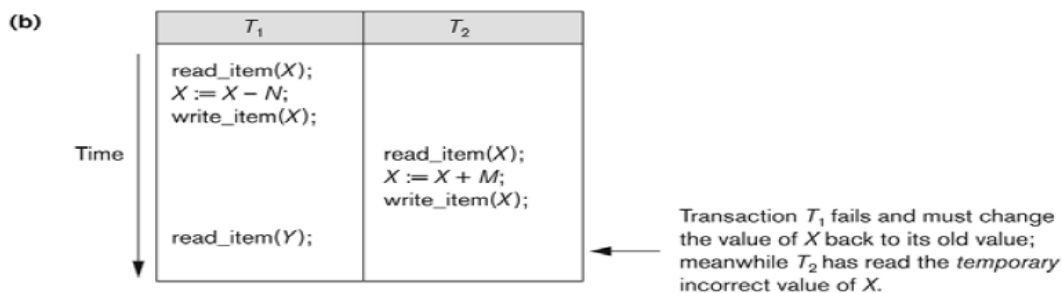 (b)
T₁ T₂
read_item(X);
X := X – N;
write_item(X);
Time
read_item(X);
X := X + M;
write_item(X);
read_item(Y);
Transaction T₁ fails and must change
the value of X back to its old value;
meanwhile T₂ has read the temporary
incorrect value of X.